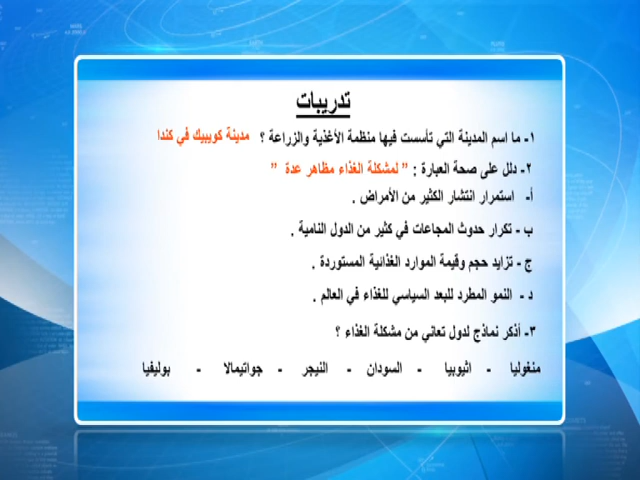 تدريبات
١- ما اسم المدينة التي تأسست فيها منظمة الأغذية والزراعة ؟ مدينة كويبيك في كندا
٢- دلل على صحة العبارة : " لمشكلة الغذاء مظاهر عدة "
أ- استمرار انتشار الكثير من الأمراض .
ب - تكرار حدوث المجاعات في كثير من الدول النامية .
ج - تزايد حجم وقيمة الموارد الغذائية المستوردة .
د - النمو المطرد للبعد السياسي للغذاء في العالم .
٣- أذكر نماذج لدول تعاني من مشكلة الغذاء ؟
منغوليا - اثيوبيا - السودان - النيجر - جواتيمالا - بوليفيا